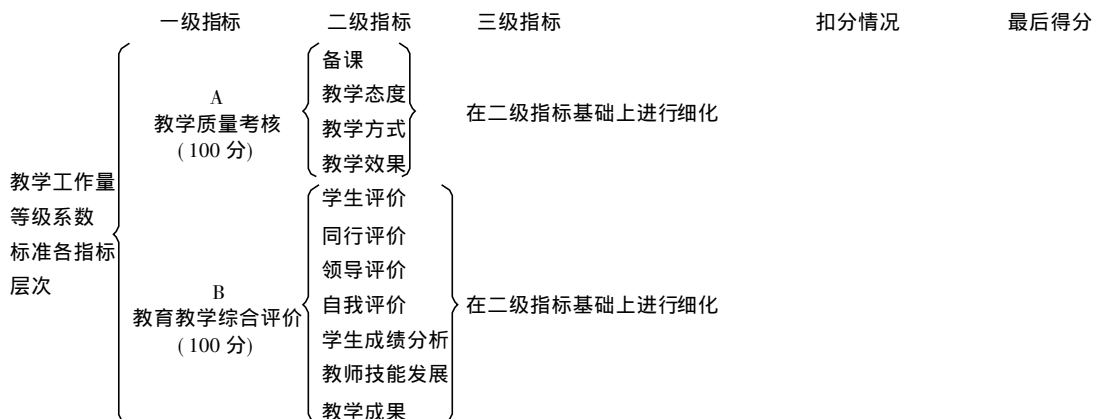 一级指标 二级指标 三级指标 扣分情况 最后得分
教学工作量
等级系数
标准各指标
层次
A
教学质量考核
(100 分)
备课
教学态度
教学方式
教学效果
在二级指标基础上进行细化
B
教育教学综合评价
(100 分)
学生评价
同行评价
领导评价
自我评价
学生成绩分析
教师技能发展
教学成果
在二级指标基础上进行细化